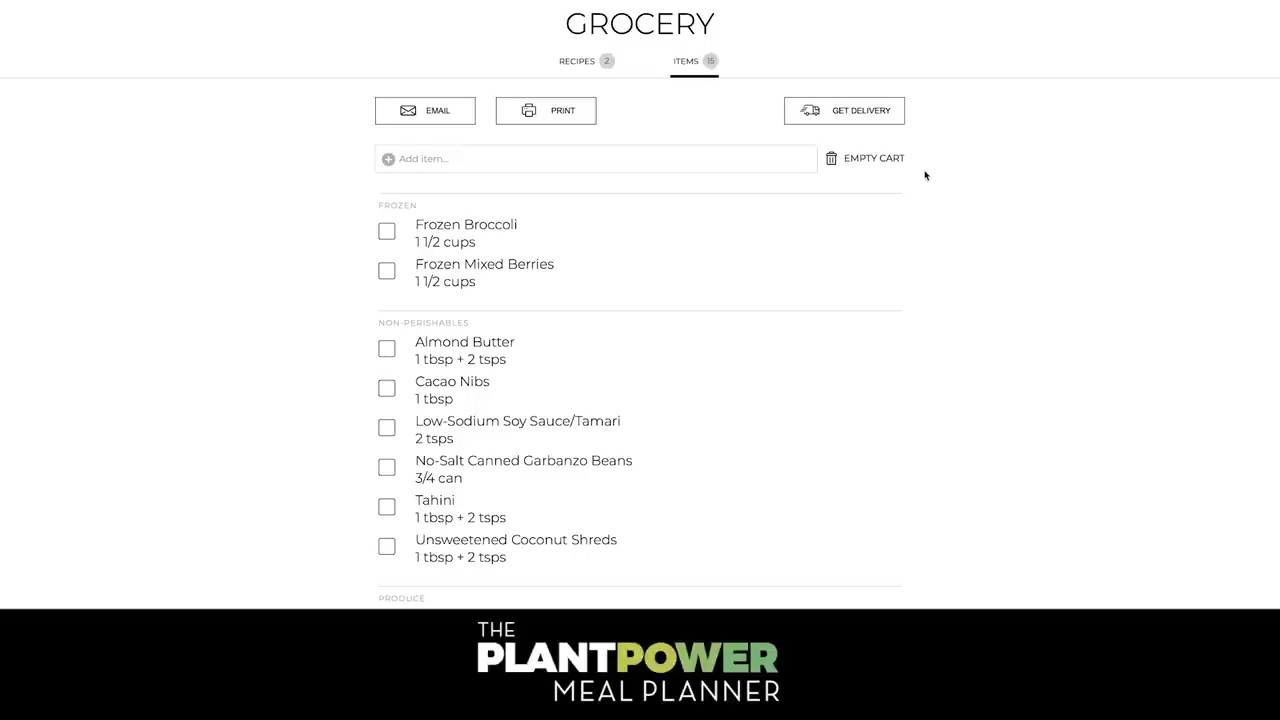 GROCERY
RECIPES 2 ITEMS 15
EMAIL PRINT GET DELIVERY
Add item... EMPTY CART
FROZEN
Frozen Broccoli
1 1/2 cups
Frozen Mixed Berries
1 1/2 cups
NON-PERISHABLES
Almond Butter
1 tbsp + 2 tsps
Cacao Nibs
1 tbsp
Low-Sodium Soy Sauce/Tamari
2 tsps
No-Salt Canned Garbanzo Beans
3/4 can
Tahini
1 tbsp + 2 tsps
Unsweetened Coconut Shreds
1 tbsp + 2 tsps
PRODUCE
THE
PLANTPOWER
MEAL PLANNER